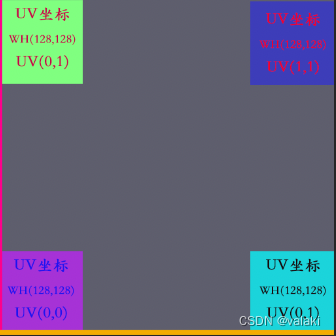 UV坐标
WH(128,128)
UV(0,1)
UV坐标
WH(128,128)
UV(1,1)
UV坐标
WH(128,128)
UV(0,0)
UV坐标
WH(128,128)
UV(0,1)
CSDN @valaki